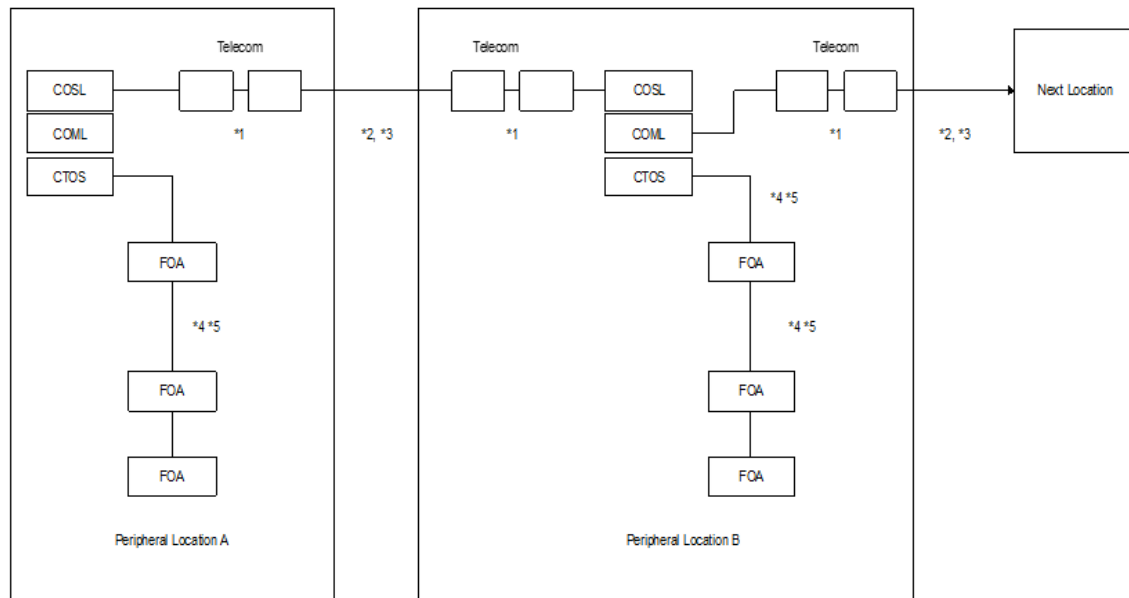 Telecom
Telecom
Telecom
COSL
COSL
Next Location
COML
*1
*2, *3
*1
COML
*1
*2, *3
CTOS
CTOS
*4 *5
FOA
FOA
*4 *5
*4 *5
FOA
FOA
FOA
FOA
Peripheral Location A
Peripheral Location B